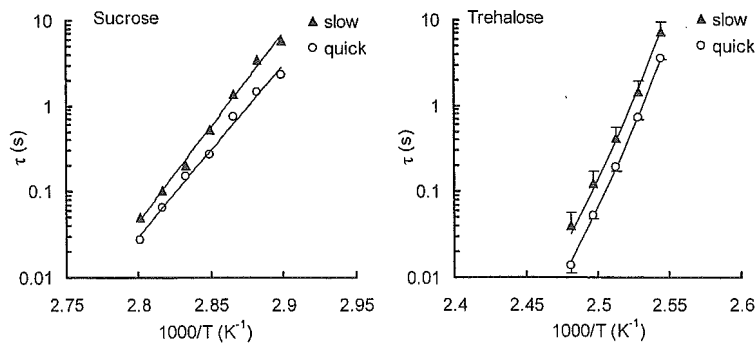 Sucrose
slow
quick
τ (s)
10
1
0.1
0.01
2.75 2.8 2.85 2.9 2.95
1000/T (K⁻¹)
Trehalose
slow
quick
τ (s)
10
1
0.1
0.01
2.4 2.45 2.5 2.55 2.6
1000/T (K⁻¹)